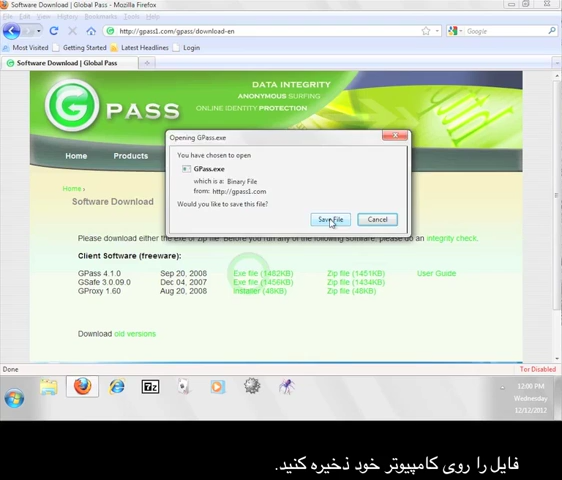 Software Download | Global Pass - Mozilla Firefox
File Edit View History Bookmarks Tools Help
http://gpass1.com/gpass/download-en
Google
Most Visited Getting Started Latest Headlines Login
Software Download | Global Pass
GPASS
DATA INTEGRITY
ANONYMOUS SURFING
ONLINE IDENTITY PROTECTION
Home Products
Opening GPass.exe
You have chosen to open
GPass.exe
which is a: Binary File
from: http://gpass1.com
Would you like to save this file?
Save File Cancel
Home ›
Software Download
Please download either the exe or zip file. Before you run any of the following software, please do an integrity check.
Client Software (freeware):
GPass 4.1.0 Sep 20, 2008 Exe file (1482KB) Zip file (1451KB) User Guide
GSafe 3.0.09.0 Dec 04, 2007 Exe file (1456KB) Zip file (1434KB)
GProxy 1.60 Aug 20, 2008 Installer (48KB) Zip file (48KB)
Download old versions
Done Tor Disabled
7z
12:00 PM
Wednesday
12/12/2012
فایل را روی کامپیوتر خود ذخیره کنید.